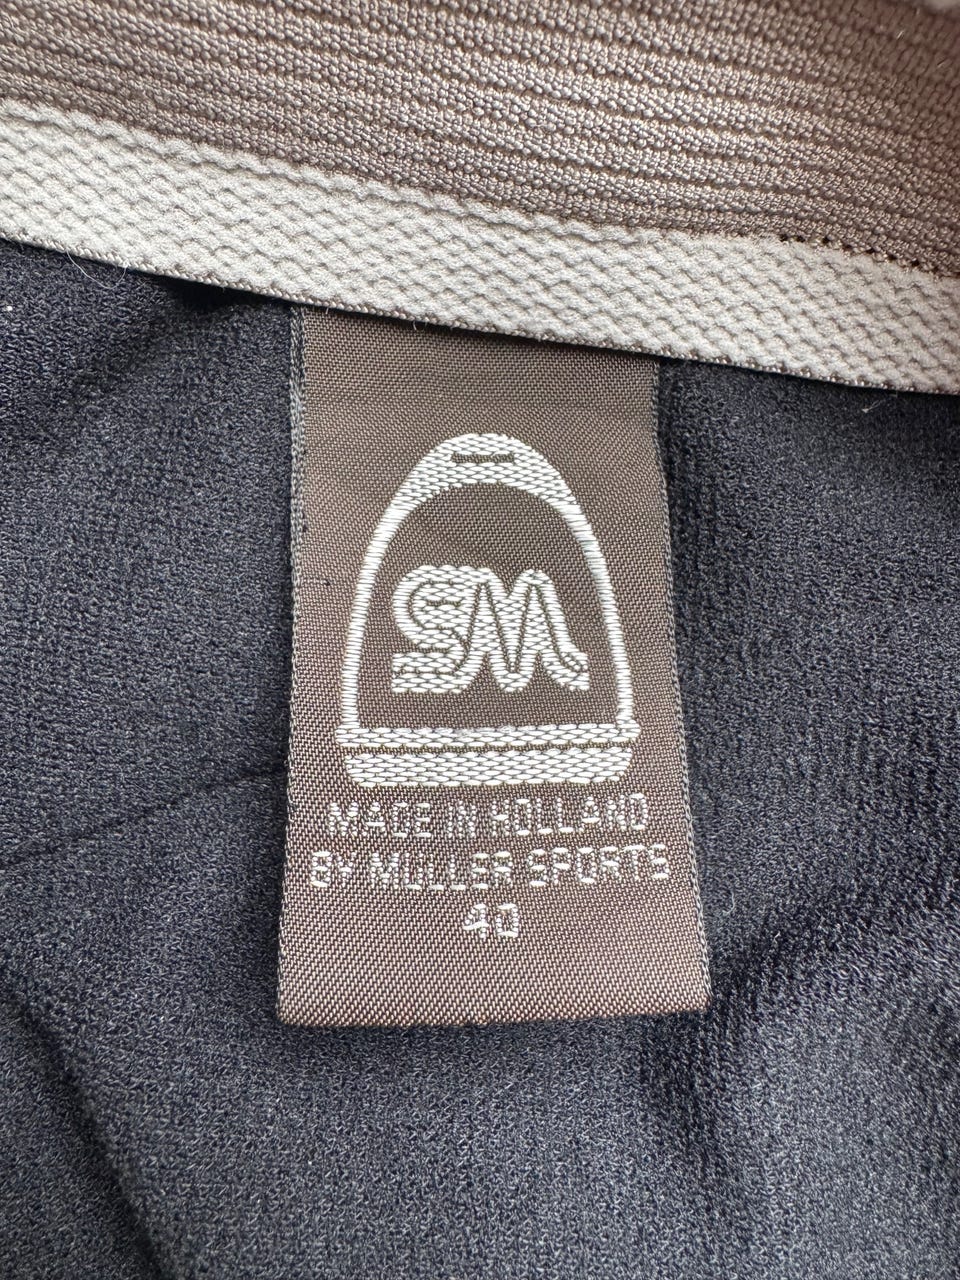 SM
MADE IN HOLLAND
BY MULLER SPORTS
40